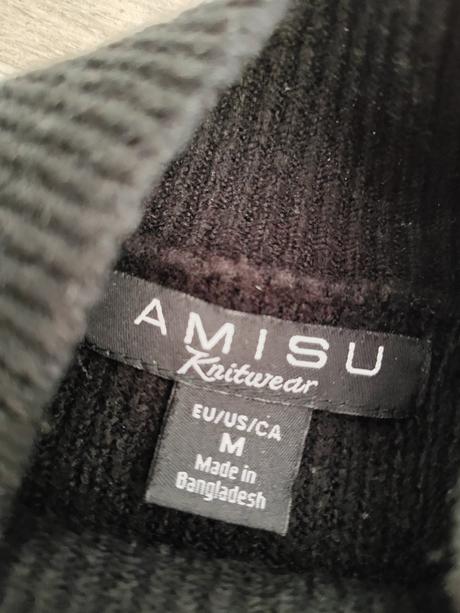 AMISU
Knitwear
EU/US/CA
M
Made in
Bangladesh